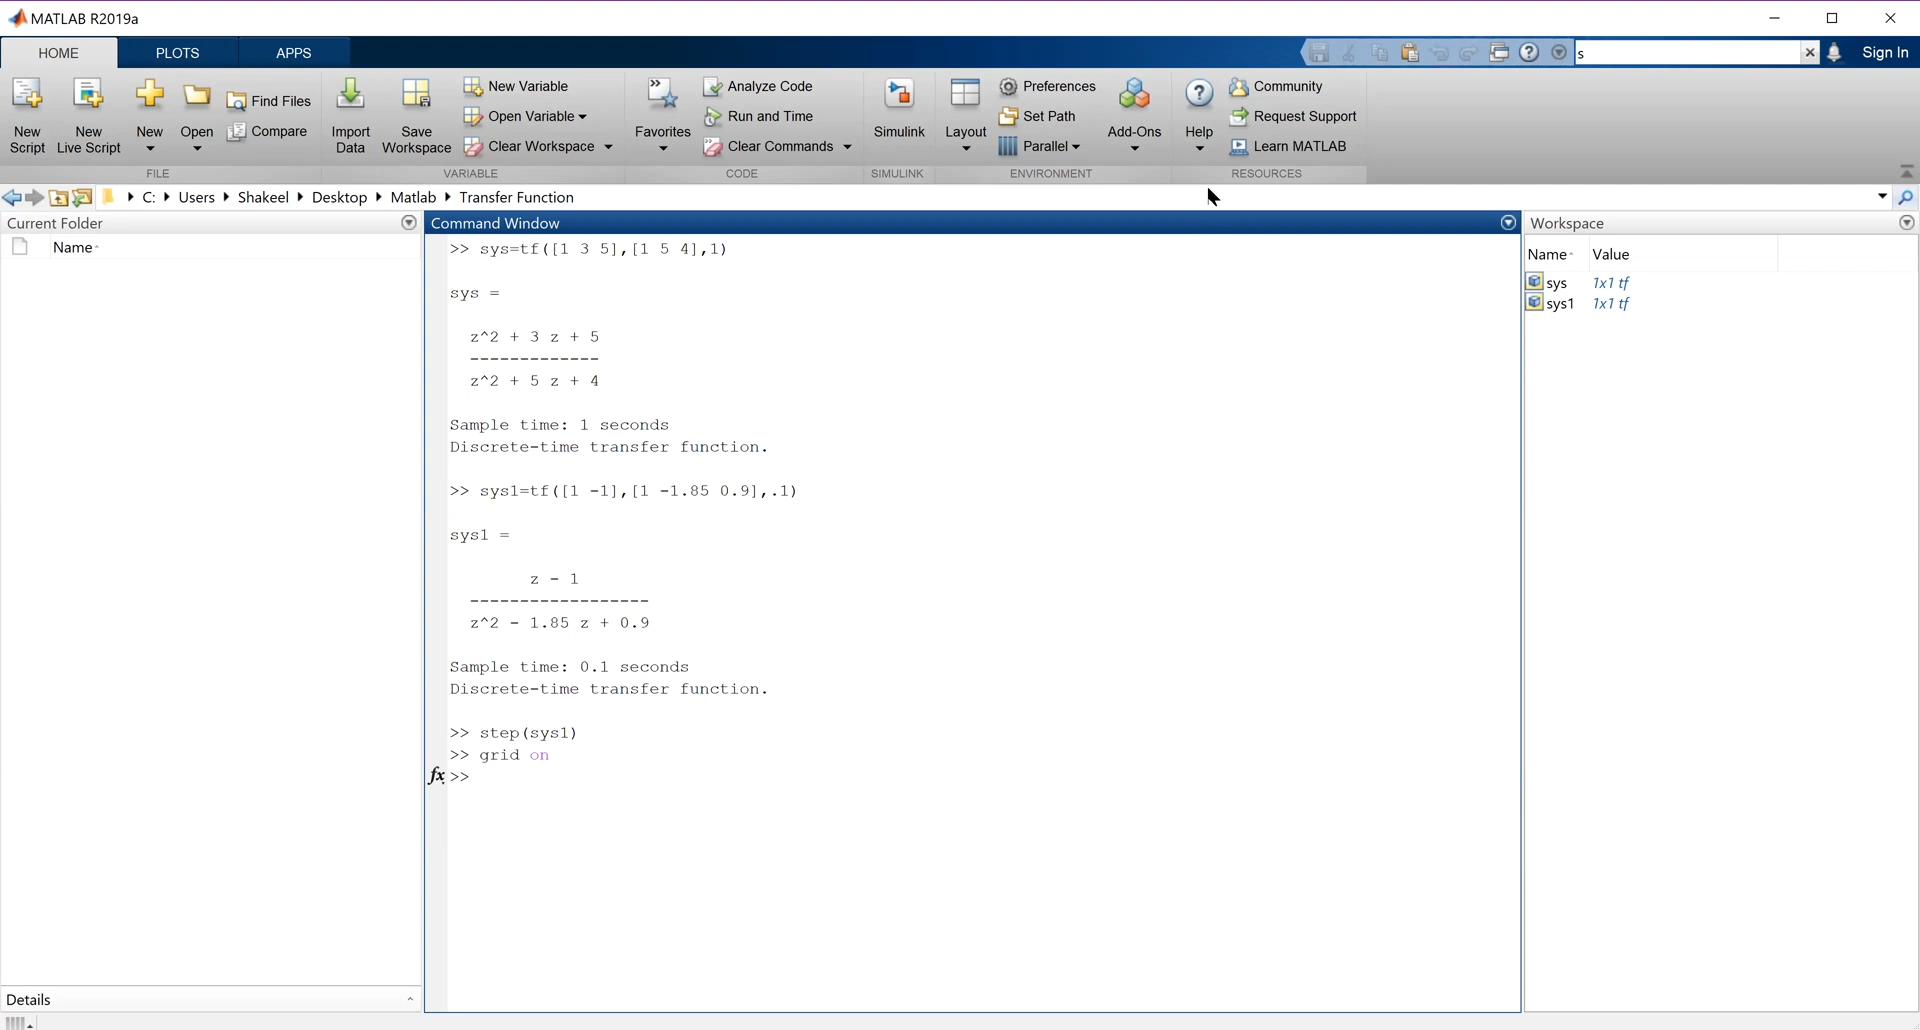 MATLAB R2019a
HOME PLOTS APPS
s
Sign In
New Script
New Live Script
New
Open
Find Files
Compare
Import Data
Save Workspace
New Variable
Open Variable
Clear Workspace
Favorites
Analyze Code
Run and Time
Clear Commands
Simulink
Layout
Preferences
Set Path
Parallel
Add-Ons
Help
Community
Request Support
Learn MATLAB
FILE VARIABLE CODE SIMULINK ENVIRONMENT RESOURCES
C: Users Shakeel Desktop Matlab Transfer Function
Current Folder
Name
Command Window
>> sys=tf([1 3 5],[1 5 4],1)
sys =
z^2 + 3 z + 5
-------------
z^2 + 5 z + 4
Sample time: 1 seconds
Discrete-time transfer function.
>> sys1=tf([1 -1],[1 -1.85 0.9],.1)
sys1 =
z - 1
------------------
z^2 - 1.85 z + 0.9
Sample time: 0.1 seconds
Discrete-time transfer function.
>> step(sys1)
>> grid on
fx >>
Workspace
Name Value
sys 1x1 tf
sys1 1x1 tf
Details